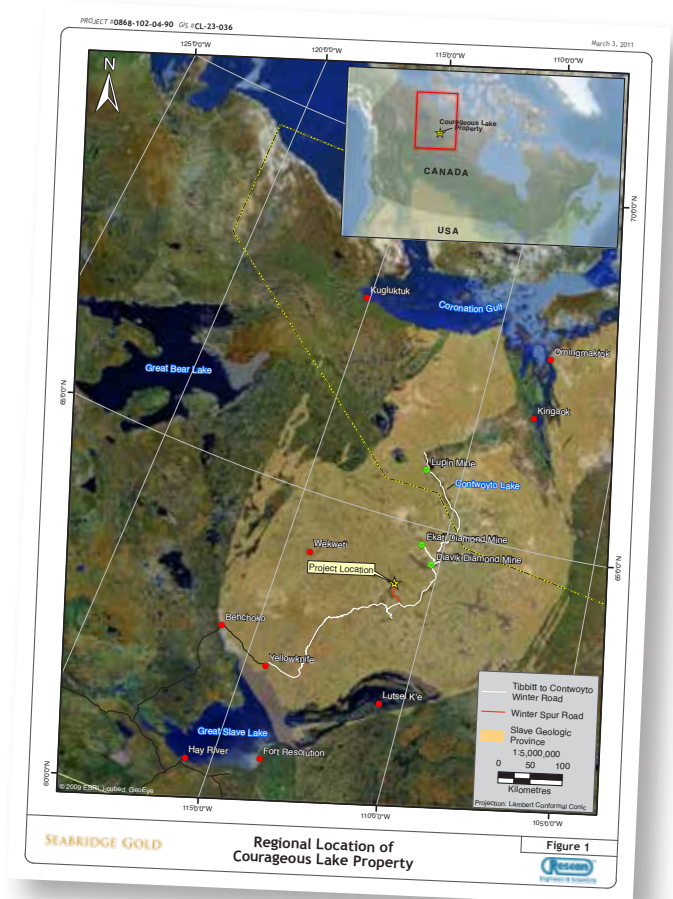 PROJECT #0868-102-04-90 GIS #CL-23-036
March 3, 2011
125°0'0"W
120°0'0"W
115°0'0"W
110°0'0"W
N
Courageous Lake
Property
CANADA
USA
70°0'0"N
Kugluktuk
Coronation Gulf
Omingmaktok
Great Bear Lake
65°0'0"N
Kingaok
Lupin Mine
Contwoyto Lake
Ekati Diamond Mine
Wekweti
Diavik Diamond Mine
65°0'0"N
Project Location
Behchoko
Yellowknife
Lutsel K'e
Great Slave Lake
Hay River
Fort Resolution
60°0'0"N
Tibbitt to Contwoyto
Winter Road
Winter Spur Road
Slave Geologic
Province
1:5,000,000
0 50 100
Kilometres
Projection: Lambert Conformal Conic
© 2009 ESRI, i-cubed, GeoEye
115°0'0"W
110°0'0"W
105°0'0"W
SEABRIDGE GOLD
Regional Location of
Courageous Lake Property
Figure 1
Rescan
Engineers & Scientists